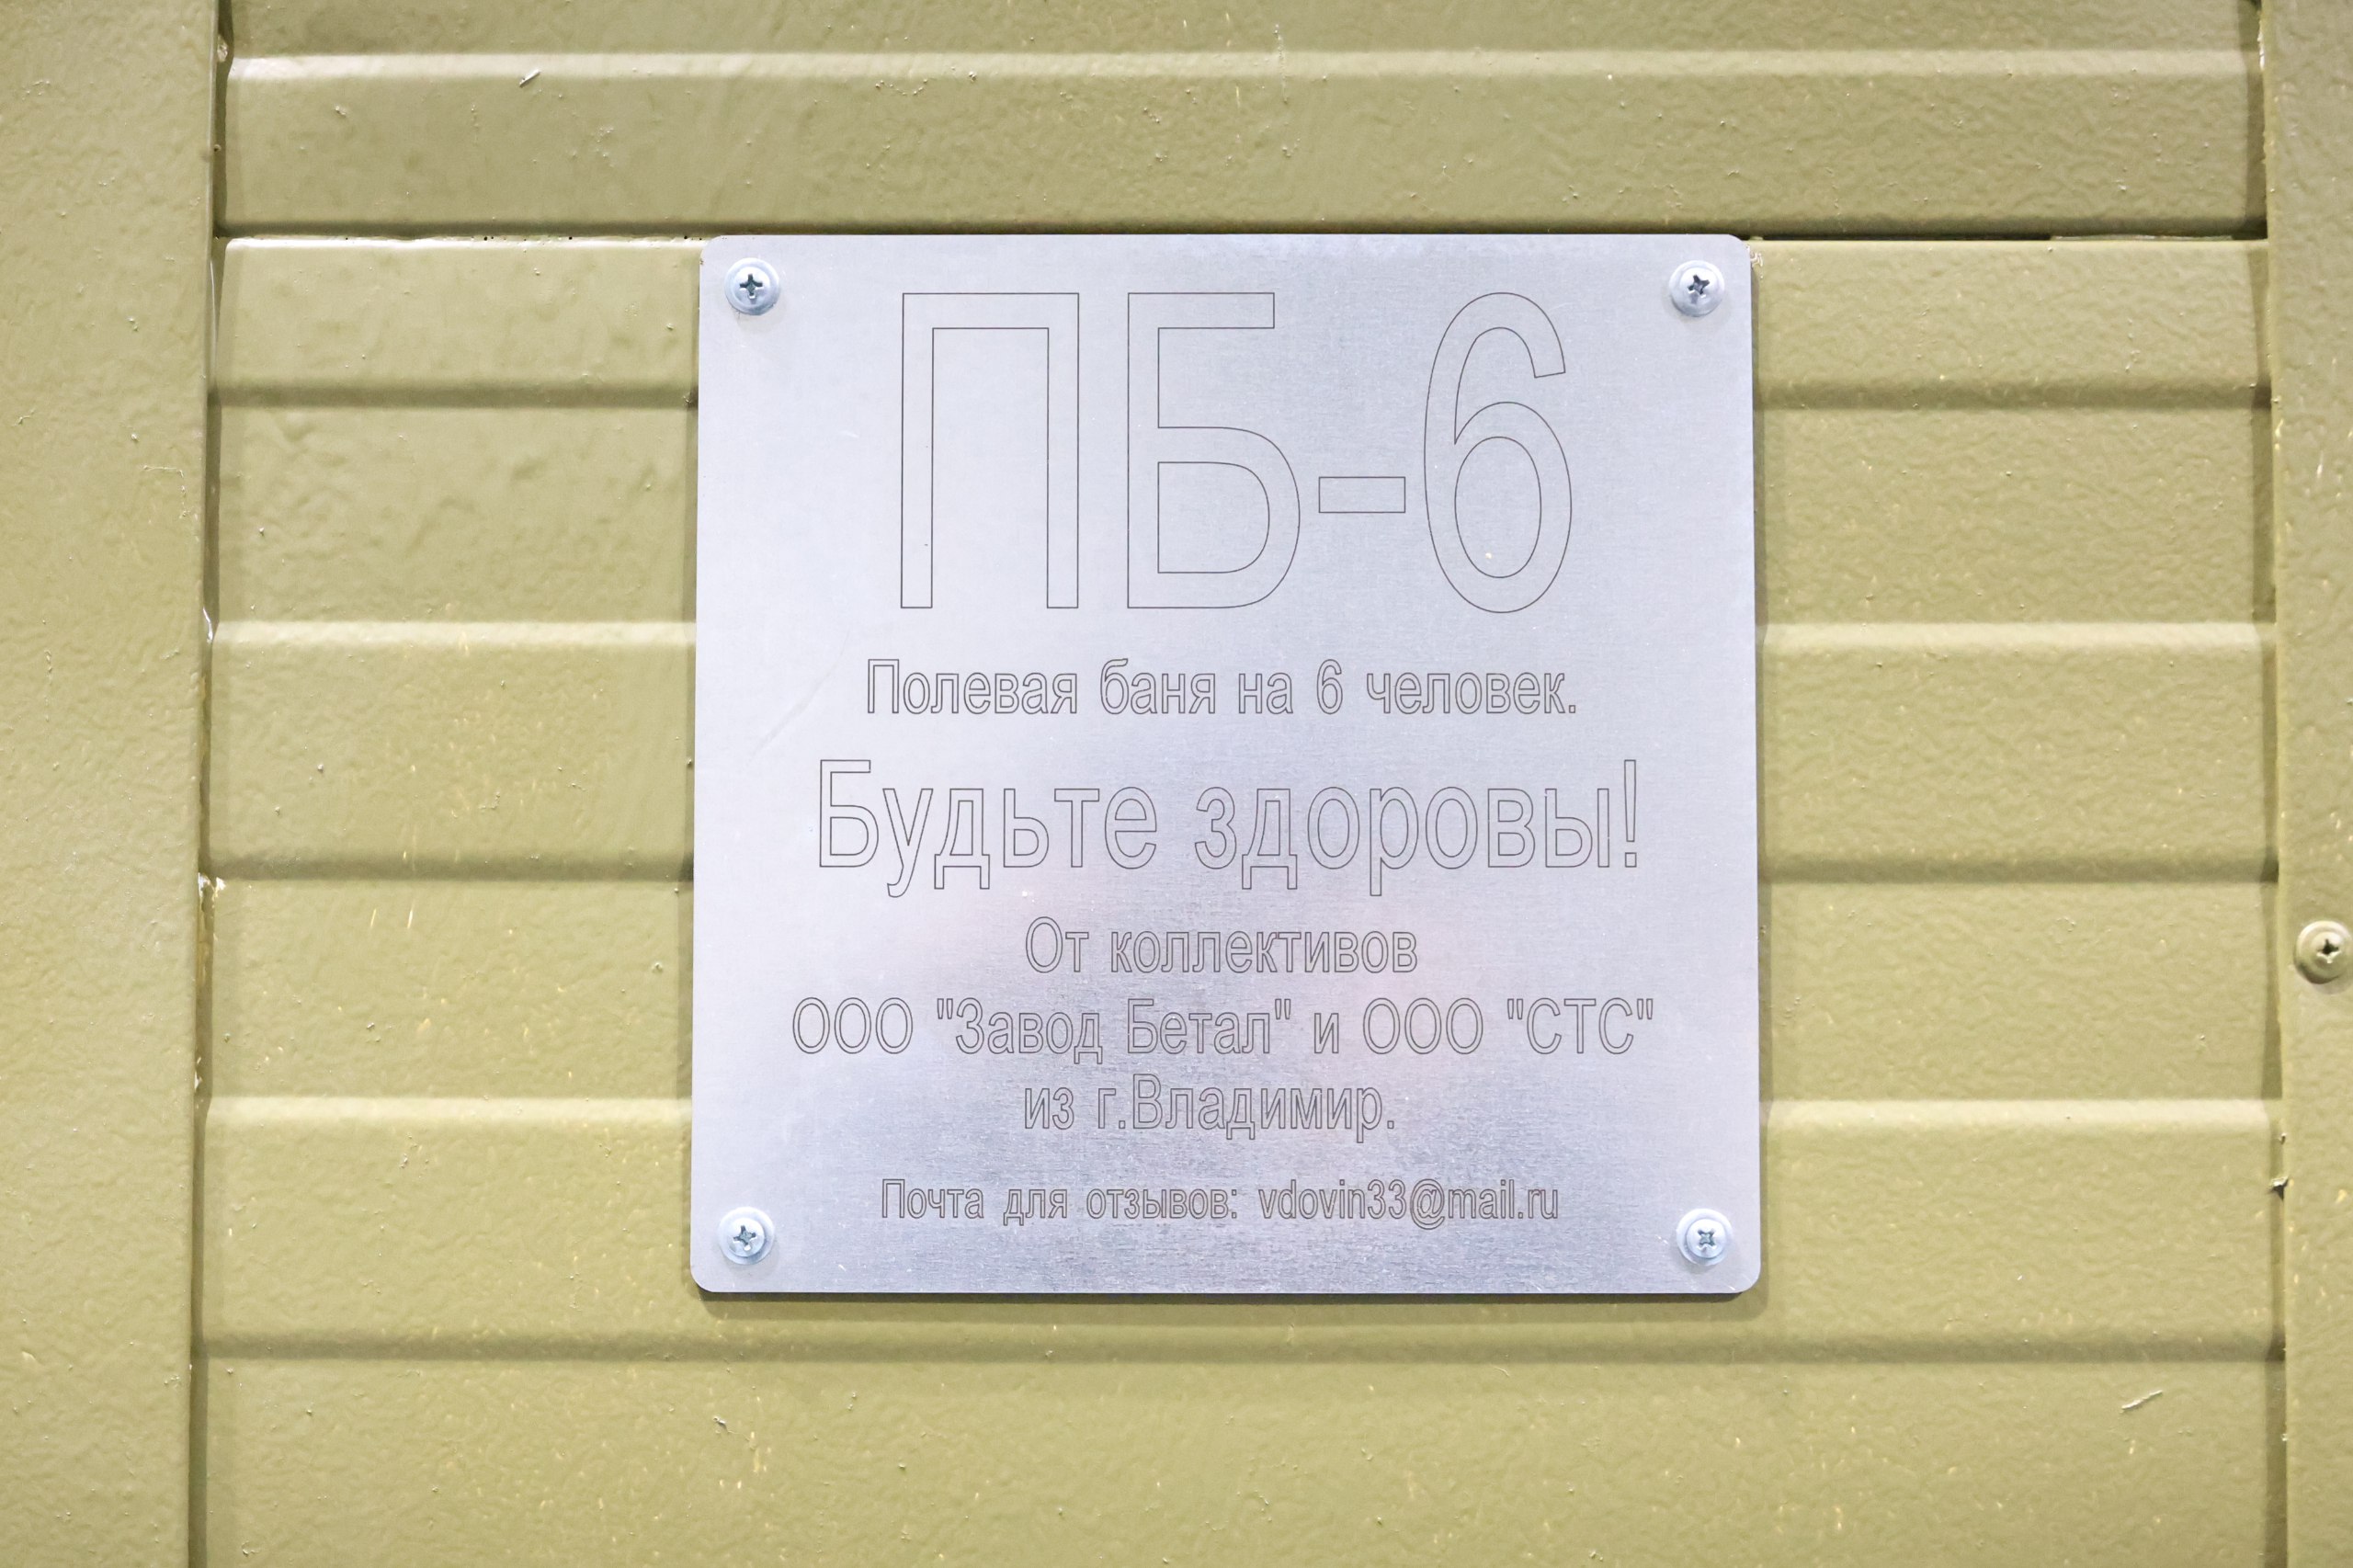 ПБ-6
Полевая баня на 6 человек.
Будьте здоровы!
От коллективов
ООО "Завод Бетал" и ООО "СТС"
из г.Владимир.
Почта для отзывов: vdovin33@mail.ru